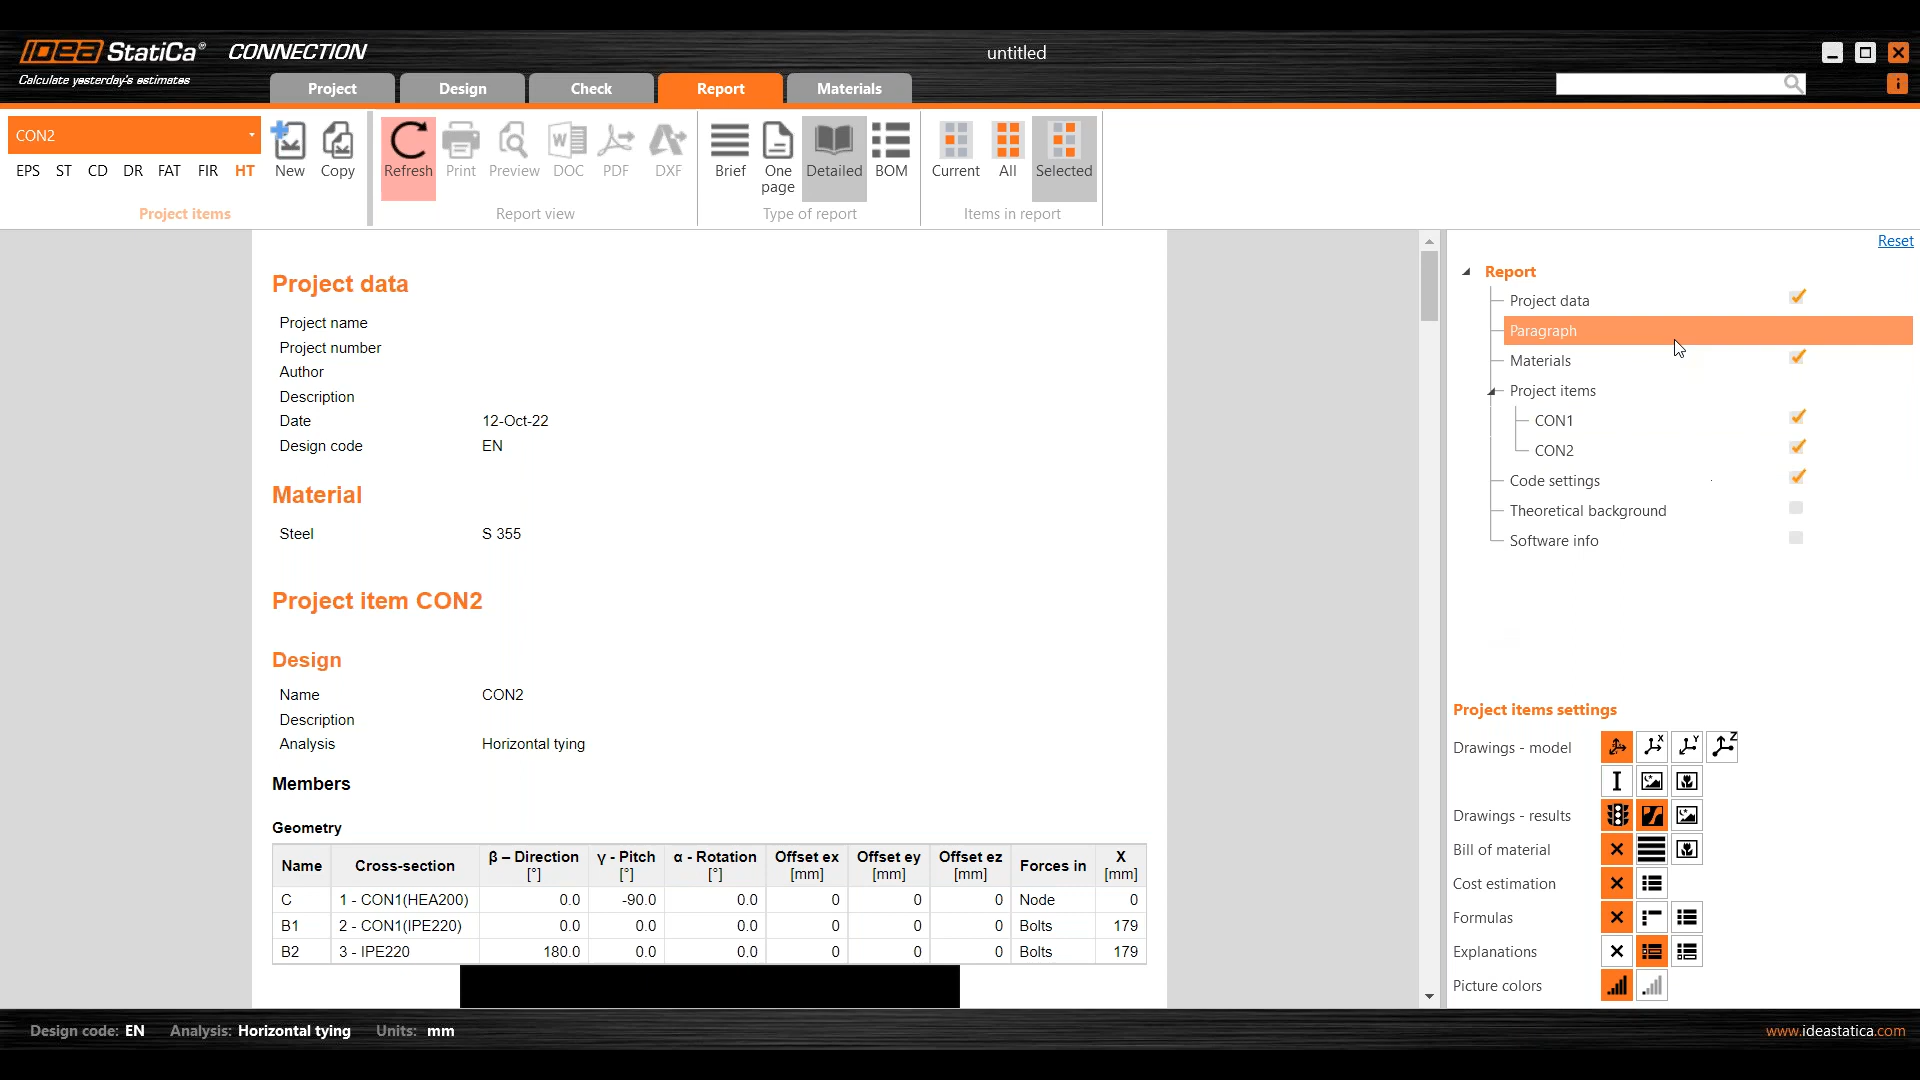 IDEA StatiCa® CONNECTION
untitled
Calculate yesterday's estimates
Project Design Check Report Materials
CON2
EPS ST CD DR FAT FIR HT
New Copy
Project items
Refresh Print Preview DOC PDF DXF
Report view
Brief One page Detailed BOM
Type of report
Current All Selected
Items in report
Project data
Project name
Project number
Author
Description
Date 12-Oct-22
Design code EN
Material
Steel S 355
Project item CON2
Design
Name CON2
Description
Analysis Horizontal tying
Members
Geometry
Name Cross-section β – Direction [°] γ - Pitch [°] α - Rotation [°] Offset ex [mm] Offset ey [mm] Offset ez [mm] Forces in X [mm]
C 1 - CON1(HEA200) 0.0 -90.0 0.0 0 0 0 Node 0
B1 2 - CON1(IPE220) 0.0 0.0 0.0 0 0 0 Bolts 179
B2 3 - IPE220 180.0 0.0 0.0 0 0 0 Bolts 179
Reset
Report
Project data
Paragraph
Materials
Project items
CON1
CON2
Code settings
Theoretical background
Software info
Project items settings
Drawings - model X Y Z
Drawings - results
Bill of material
Cost estimation
Formulas
Explanations
Picture colors
Design code: EN Analysis: Horizontal tying Units: mm
www.ideastatica.com